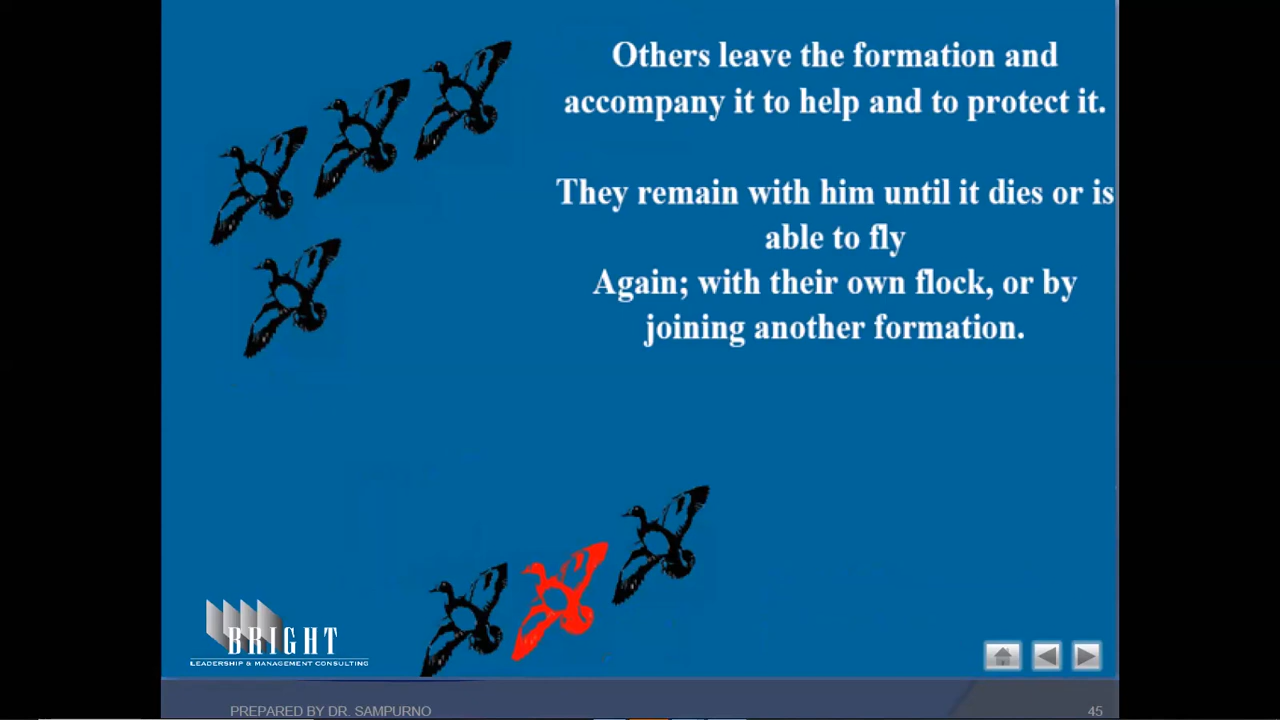 Others leave the formation and
accompany it to help and to protect it.
They remain with him until it dies or is
able to fly
Again; with their own flock, or by
joining another formation.
BRIGHT
LEADERSHIP & MANAGEMENT CONSULTING
PREPARED BY DR. SAMPURNO
45